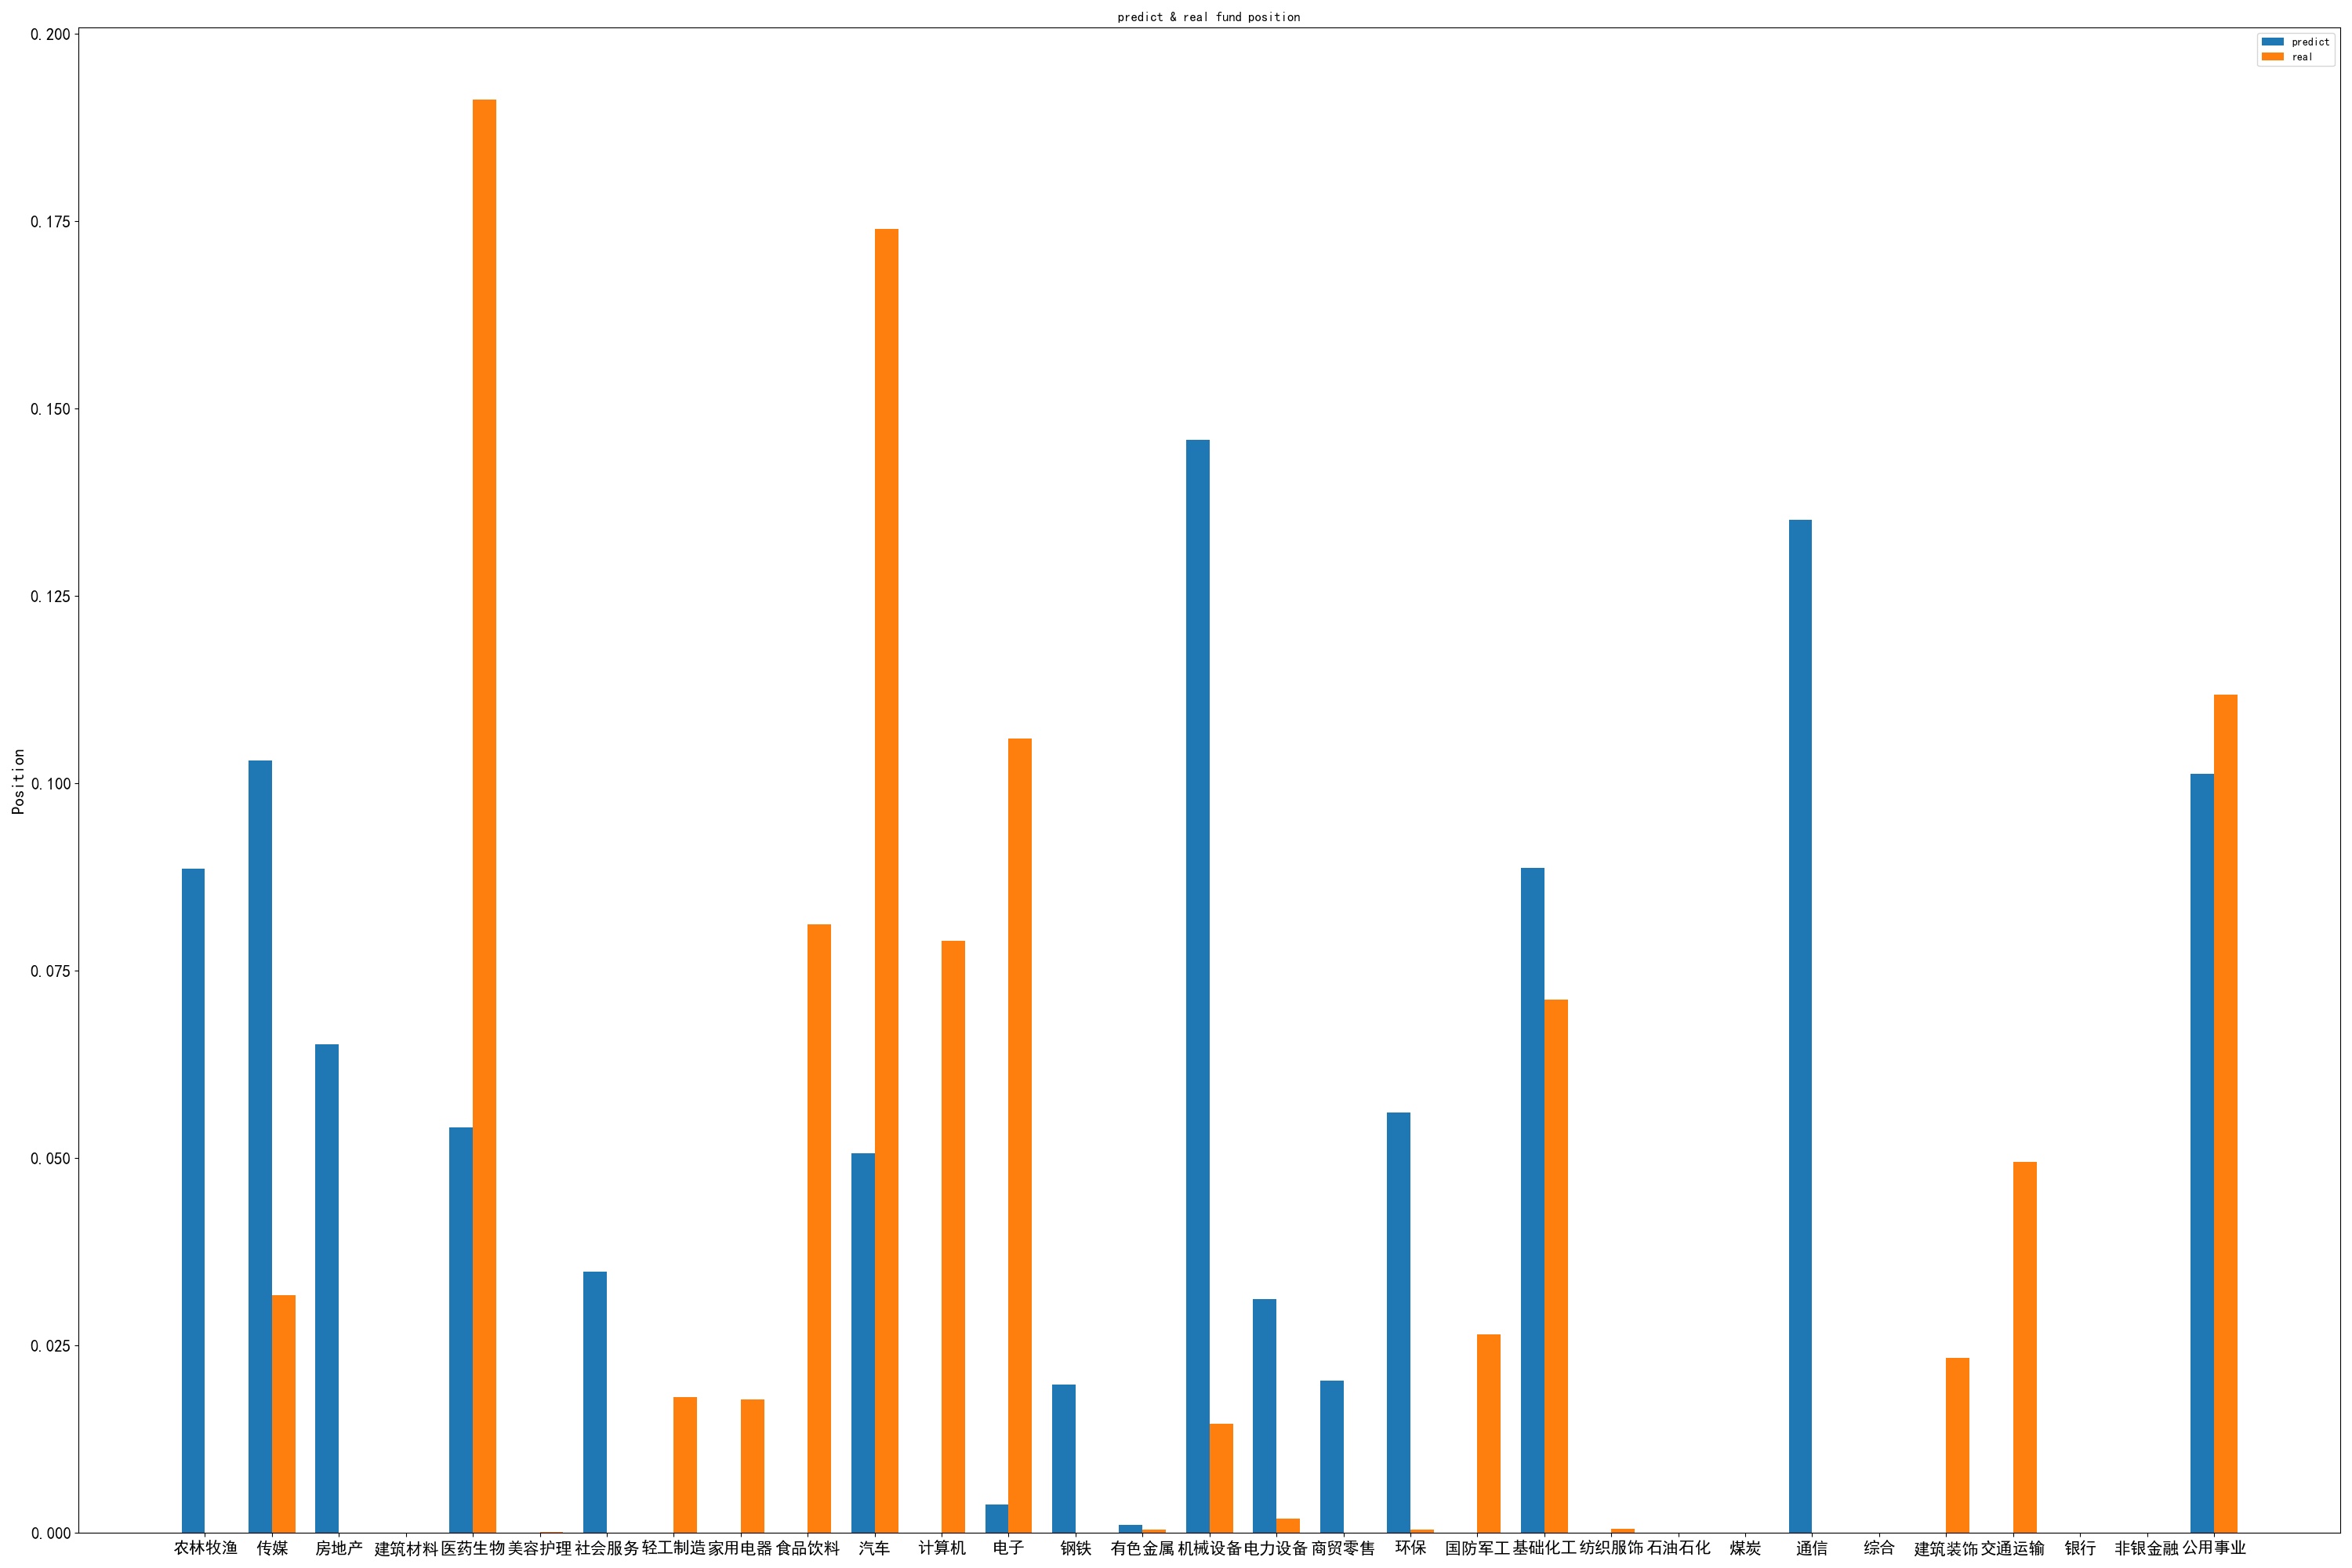 predict & real fund position
predict
real
Position
0.200
0.175
0.150
0.125
0.100
0.075
0.050
0.025
0.000
农林牧渔 传媒 房地产 建筑材料 医药生物 美容护理 社会服务 轻工制造 家用电器 食品饮料 汽车 计算机 电子 钢铁 有色金属 机械设备 电力设备 商贸零售 环保 国防军工 基础化工 纺织服饰 石油石化 煤炭 通信 综合 建筑装饰 交通运输 银行 非银金融 公用事业